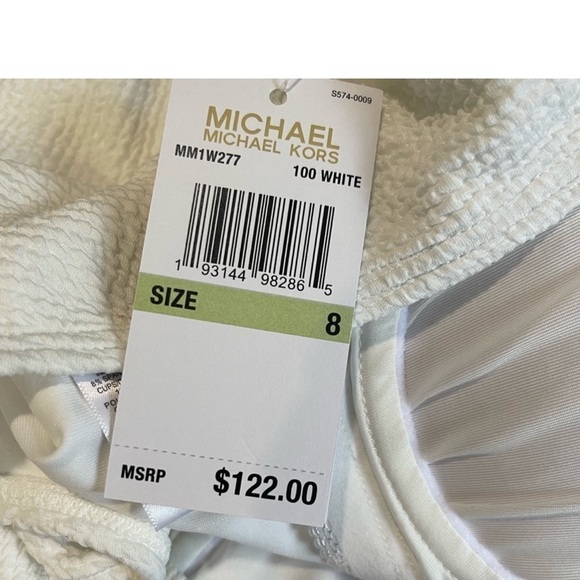 S574-0009
MICHAEL
MICHAEL KORS
MM1W277
100 WHITE
1 93144 98286 5
SIZE 8
MSRP $122.00